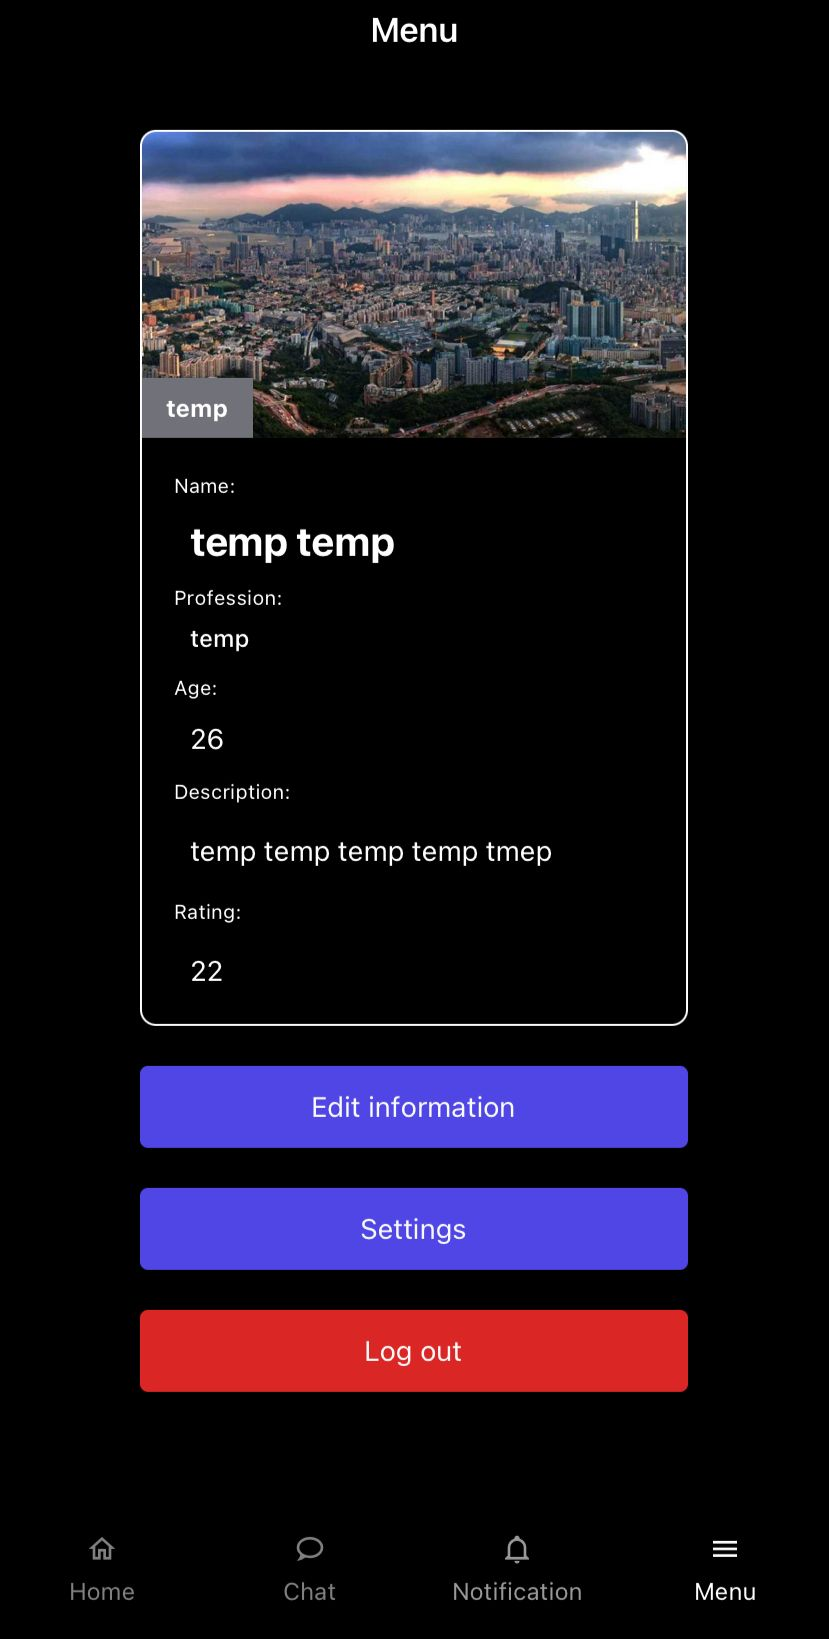 Menu
temp
Name:
temp temp
Profession:
temp
Age:
26
Description:
temp temp temp temp tmep
Rating:
22
Edit information
Settings
Log out
Home Chat Notification Menu